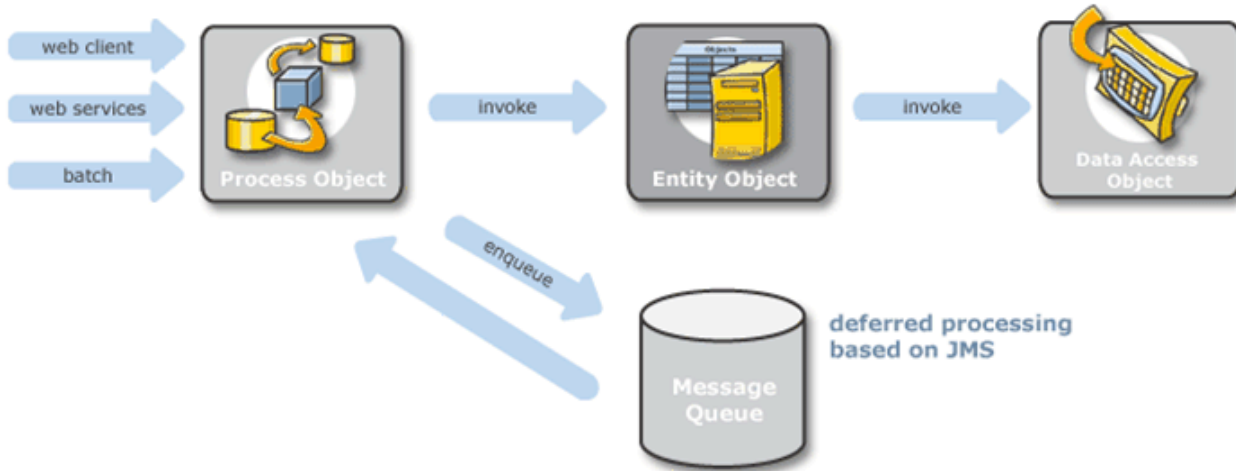 web client
web services
batch
Process Object
invoke
Objects
Entity Object
invoke
Data Access
Object
enqueue
deferred processing
based on JMS
Message
Queue